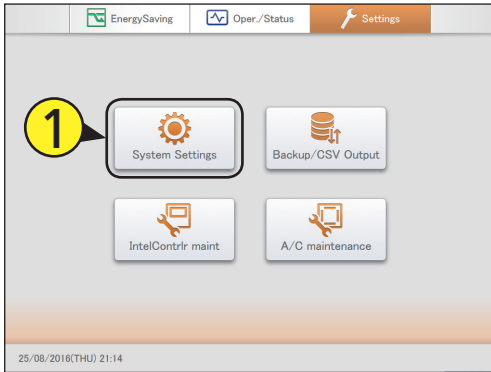 EnergySaving
Oper./Status
Settings
1
System Settings
Backup/CSV Output
IntelContrlr maint
A/C maintenance
25/08/2016(THU) 21:14